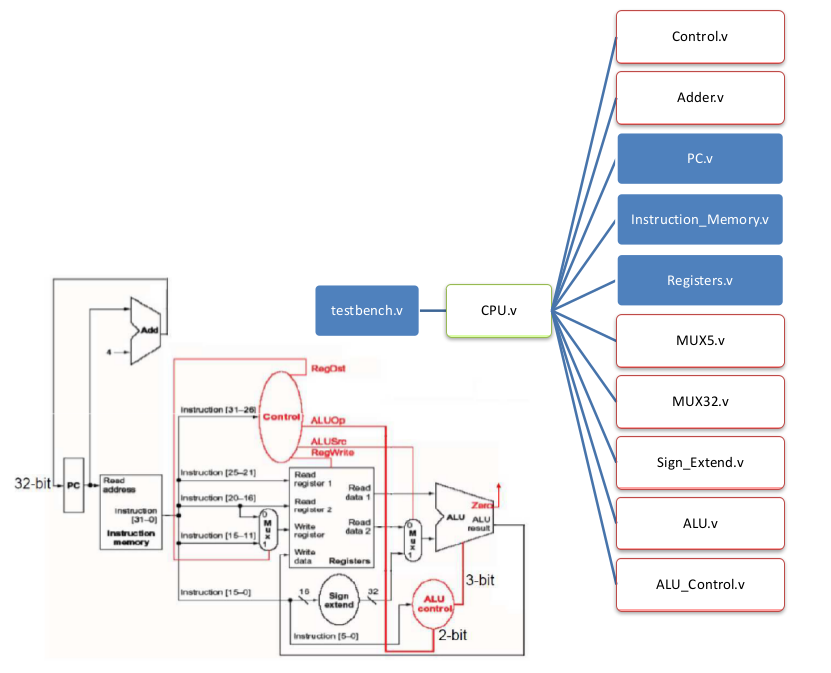 Control.v
Adder.v
PC.v
Instruction_Memory.v
Registers.v
testbench.v
CPU.v
MUX5.v
MUX32.v
Sign_Extend.v
ALU.v
ALU_Control.v
Add
4
RegDst
Instruction [31–26]
Control
ALUOp
ALUSrc
RegWrite
32-bit
PC
Read
address
Instruction
[31–0]
Instruction
memory
Instruction [25–21]
Instruction [20–16]
Instruction [15–11]
0
M
u
x
1
Read
register 1
Read
register 2
Write
register
Write
data
Read
data 1
Read
data 2
Registers
0
M
u
x
1
Zero
ALU
ALU
result
3-bit
Instruction [15–0]
16
Sign
extend
32
ALU
control
Instruction [5–0]
2-bit